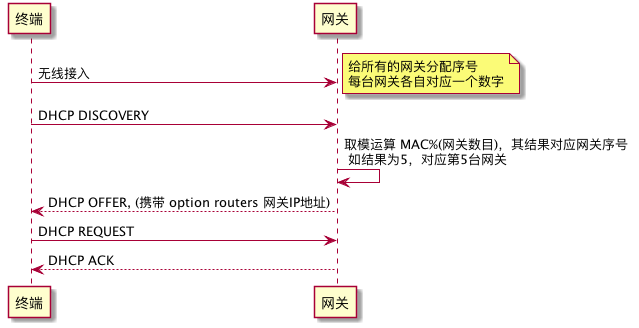 终端
网关
无线接入
给所有的网关分配序号
每台网关各自对应一个数字
DHCP DISCOVERY
取模运算 MAC%(网关数目)，其结果对应网关序号
如结果为5，对应第5台网关
DHCP OFFER, (携带 option routers 网关IP地址)
DHCP REQUEST
DHCP ACK
终端
网关